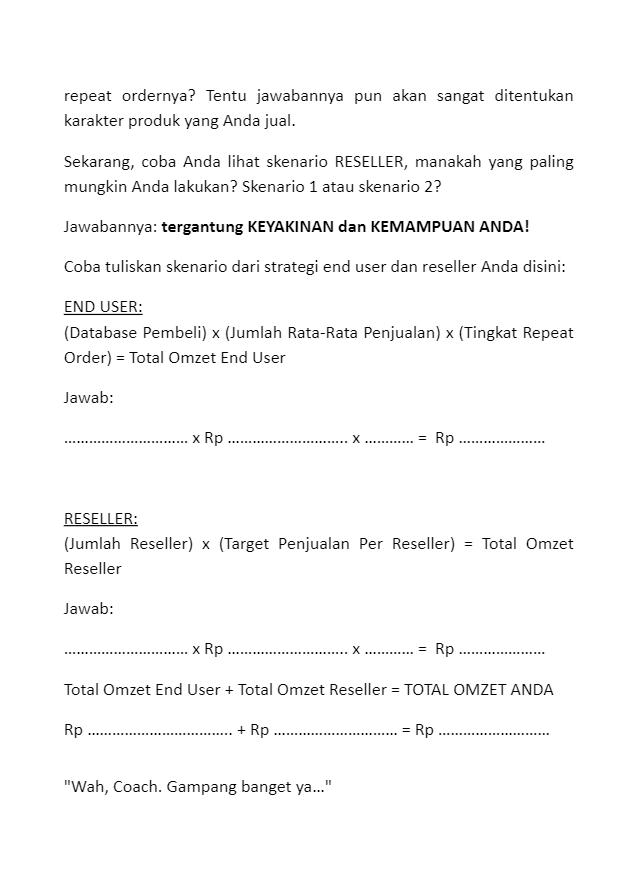 repeat ordernya? Tentu jawabannya pun akan sangat ditentukan
karakter produk yang Anda jual.
Sekarang, coba Anda lihat skenario RESELLER, manakah yang paling
mungkin Anda lakukan? Skenario 1 atau skenario 2?
Jawabannya: tergantung KEYAKINAN dan KEMAMPUAN ANDA!
Coba tuliskan skenario dari strategi end user dan reseller Anda disini:
END USER:
(Database Pembeli) x (Jumlah Rata-Rata Penjualan) x (Tingkat Repeat
Order) = Total Omzet End User
Jawab:
………………………… x Rp ……………………….. x ………… = Rp …………………
RESELLER:
(Jumlah Reseller) x (Target Penjualan Per Reseller) = Total Omzet
Reseller
Jawab:
………………………… x Rp ……………………….. x ………… = Rp …………………
Total Omzet End User + Total Omzet Reseller = TOTAL OMZET ANDA
Rp …………………………….. + Rp ………………………… = Rp ………………………
"Wah, Coach. Gampang banget ya…"